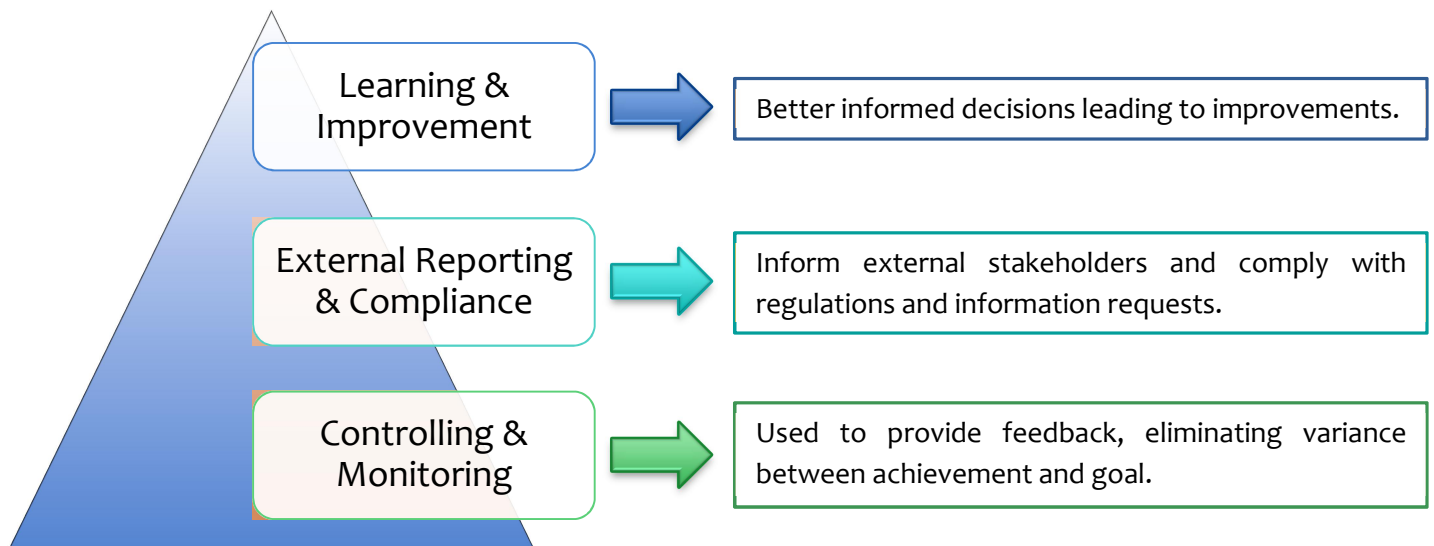 Learning &
Improvement
Better informed decisions leading to improvements.
External Reporting
& Compliance
Inform external stakeholders and comply with
regulations and information requests.
Controlling &
Monitoring
Used to provide feedback, eliminating variance
between achievement and goal.